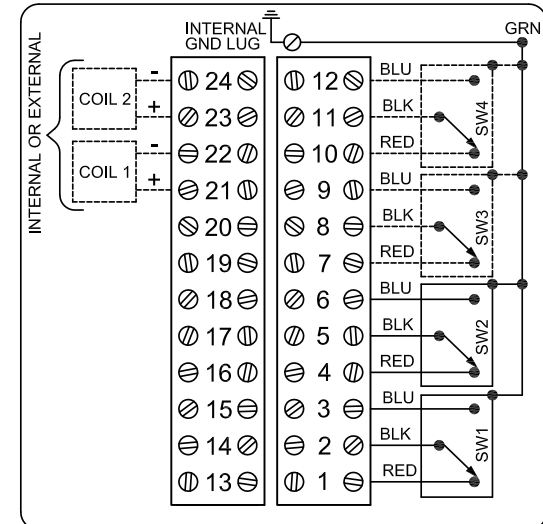 INTERNAL
GND LUG
GRN
INTERNAL OR EXTERNAL
COIL 2
-
+
COIL 1
-
+
24
23
22
21
20
19
18
17
16
15
14
13
12
11
10
9
8
7
6
5
4
3
2
1
BLU
BLK
RED
SW4
BLU
BLK
RED
SW3
BLU
BLK
RED
SW2
BLU
BLK
RED
SW1